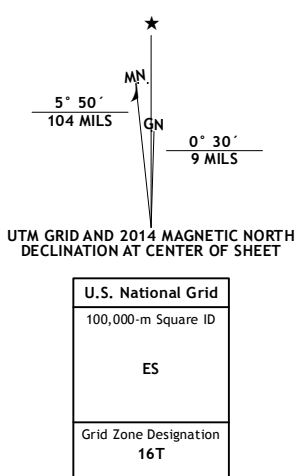 ★
MN.
5° 50´
104 MILS
GN
0° 30´
9 MILS
UTM GRID AND 2014 MAGNETIC NORTH
DECLINATION AT CENTER OF SHEET
U.S. National Grid
100,000-m Square ID
ES
Grid Zone Designation
16T